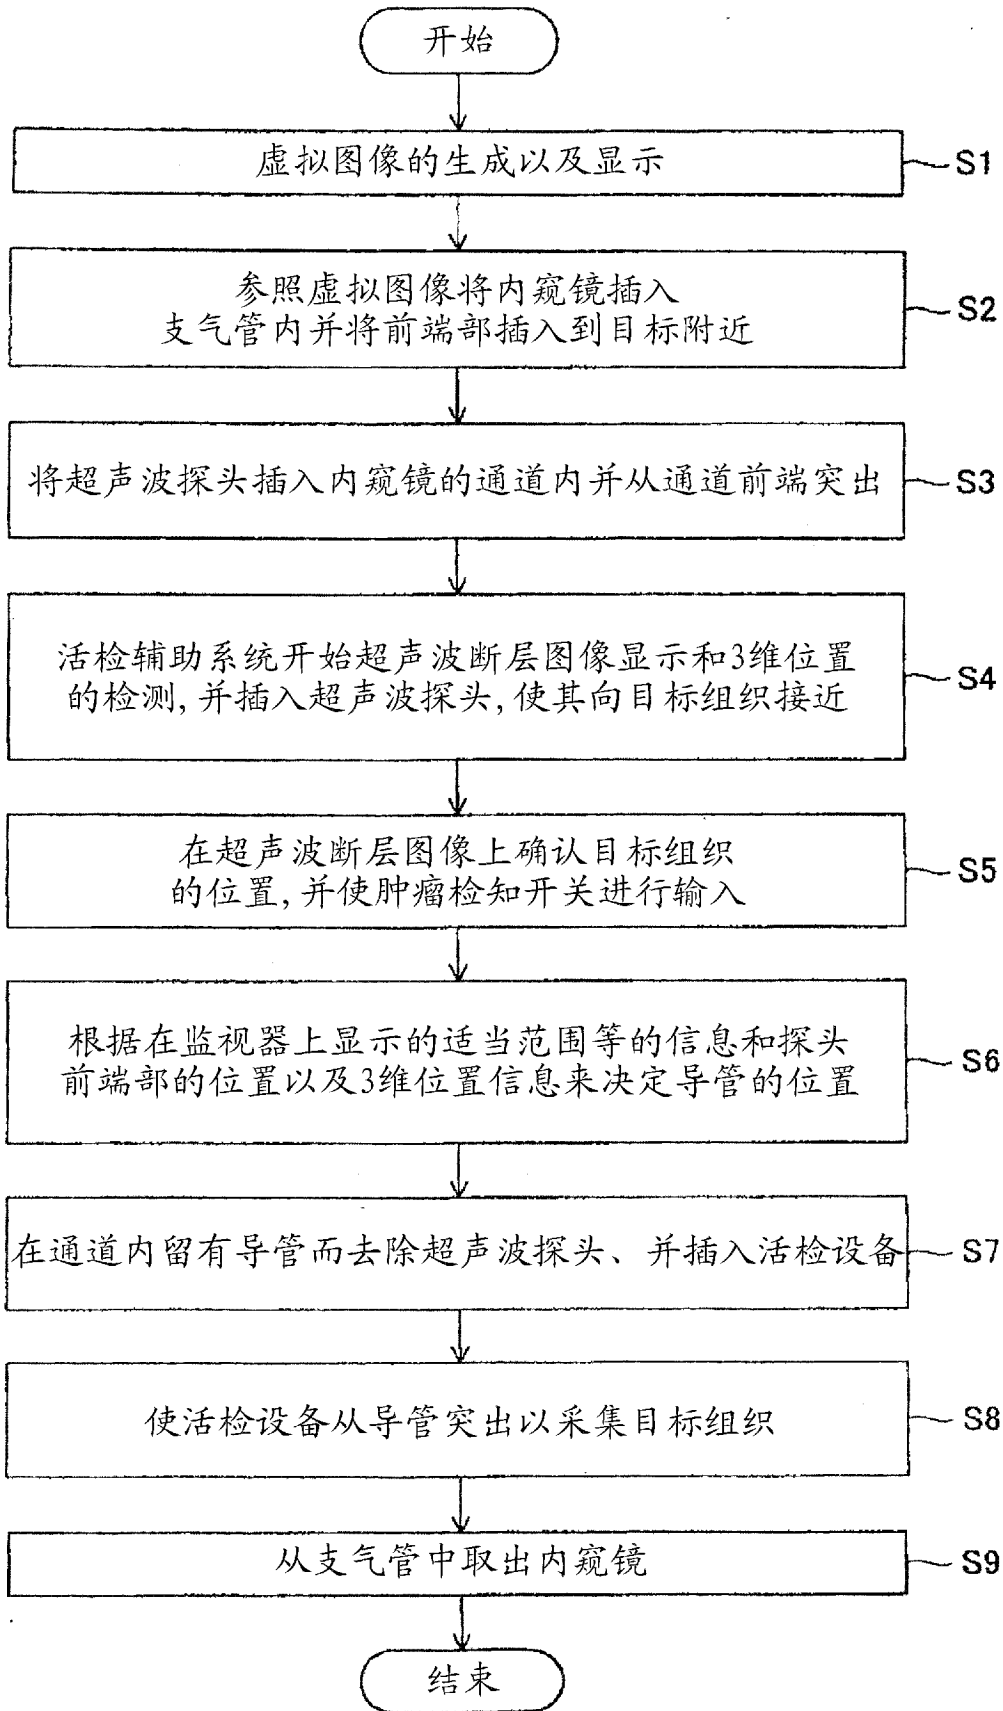 开始
虚拟图像的生成以及显示
S1
参照虚拟图像将内窥镜插入
支气管内并将前端部插入到目标附近
S2
将超声波探头插入内窥镜的通道内并从通道前端突出
S3
活检辅助系统开始超声波断层图像显示和3维位置
的检测,并插入超声波探头,使其向目标组织接近
S4
在超声波断层图像上确认目标组织
的位置,并使肿瘤检知开关进行输入
S5
根据在监视器上显示的适当范围等的信息和探头
前端部的位置以及3维位置信息来决定导管的位置
S6
在通道内留有导管而去除超声波探头、并插入活检设备
S7
使活检设备从导管突出以采集目标组织
S8
从支气管中取出内窥镜
S9
结束